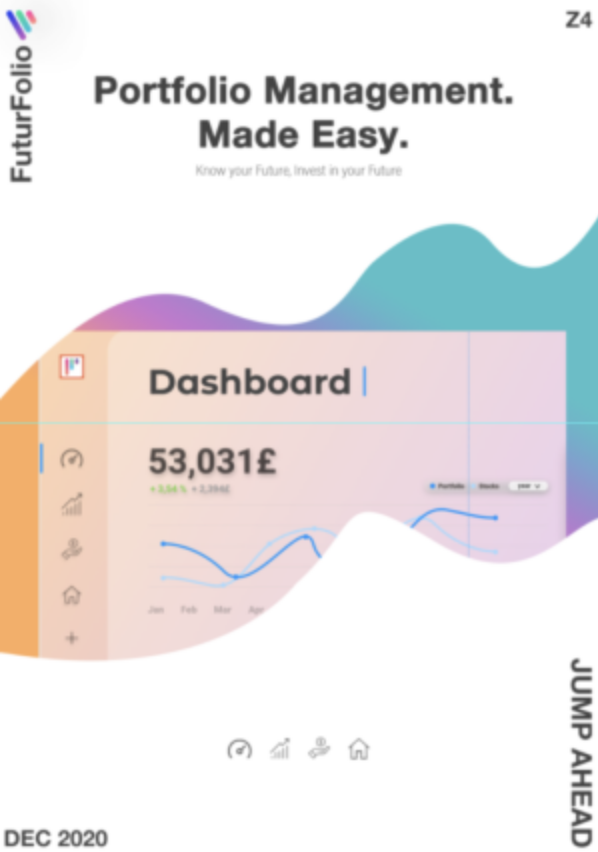 FuturFolio
Z4
Portfolio Management.
Made Easy.
Know your Future, Invest in your Future
Dashboard
53,031£
+3,54 % +2,394£
Portfolio Stocks year
Jan Feb Mar Apr
DEC 2020
JUMP AHEAD